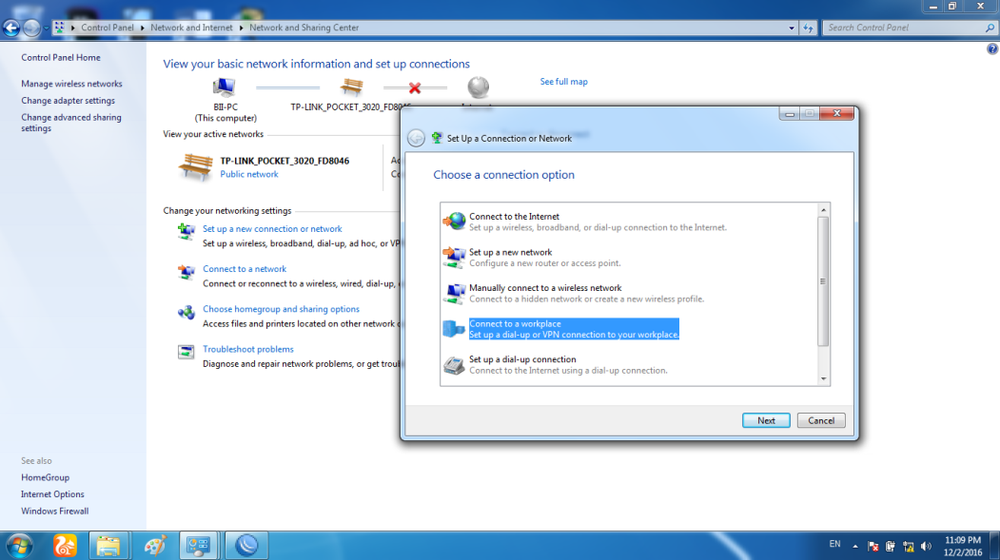 Control Panel ▸ Network and Internet ▸ Network and Sharing Center
Search Control Panel
Control Panel Home
Manage wireless networks
Change adapter settings
Change advanced sharing
settings
See also
HomeGroup
Internet Options
Windows Firewall
View your basic network information and set up connections
See full map
BII-PC
(This computer)
TP-LINK_POCKET_3020_FD8046
View your active networks
TP-LINK_POCKET_3020_FD8046
Public network
Change your networking settings
Set up a new connection or network
Set up a wireless, broadband, dial-up, ad hoc, or VP
Connect to a network
Connect or reconnect to a wireless, wired, dial-up,
Choose homegroup and sharing options
Access files and printers located on other network
Troubleshoot problems
Diagnose and repair network problems, or get trou
Set Up a Connection or Network
Choose a connection option
Connect to the Internet
Set up a wireless, broadband, or dial-up connection to the Internet.
Set up a new network
Configure a new router or access point.
Manually connect to a wireless network
Connect to a hidden network or create a new wireless profile.
Connect to a workplace
Set up a dial-up or VPN connection to your workplace.
Set up a dial-up connection
Connect to the Internet using a dial-up connection.
Next
Cancel
EN
11:09 PM
12/2/2016